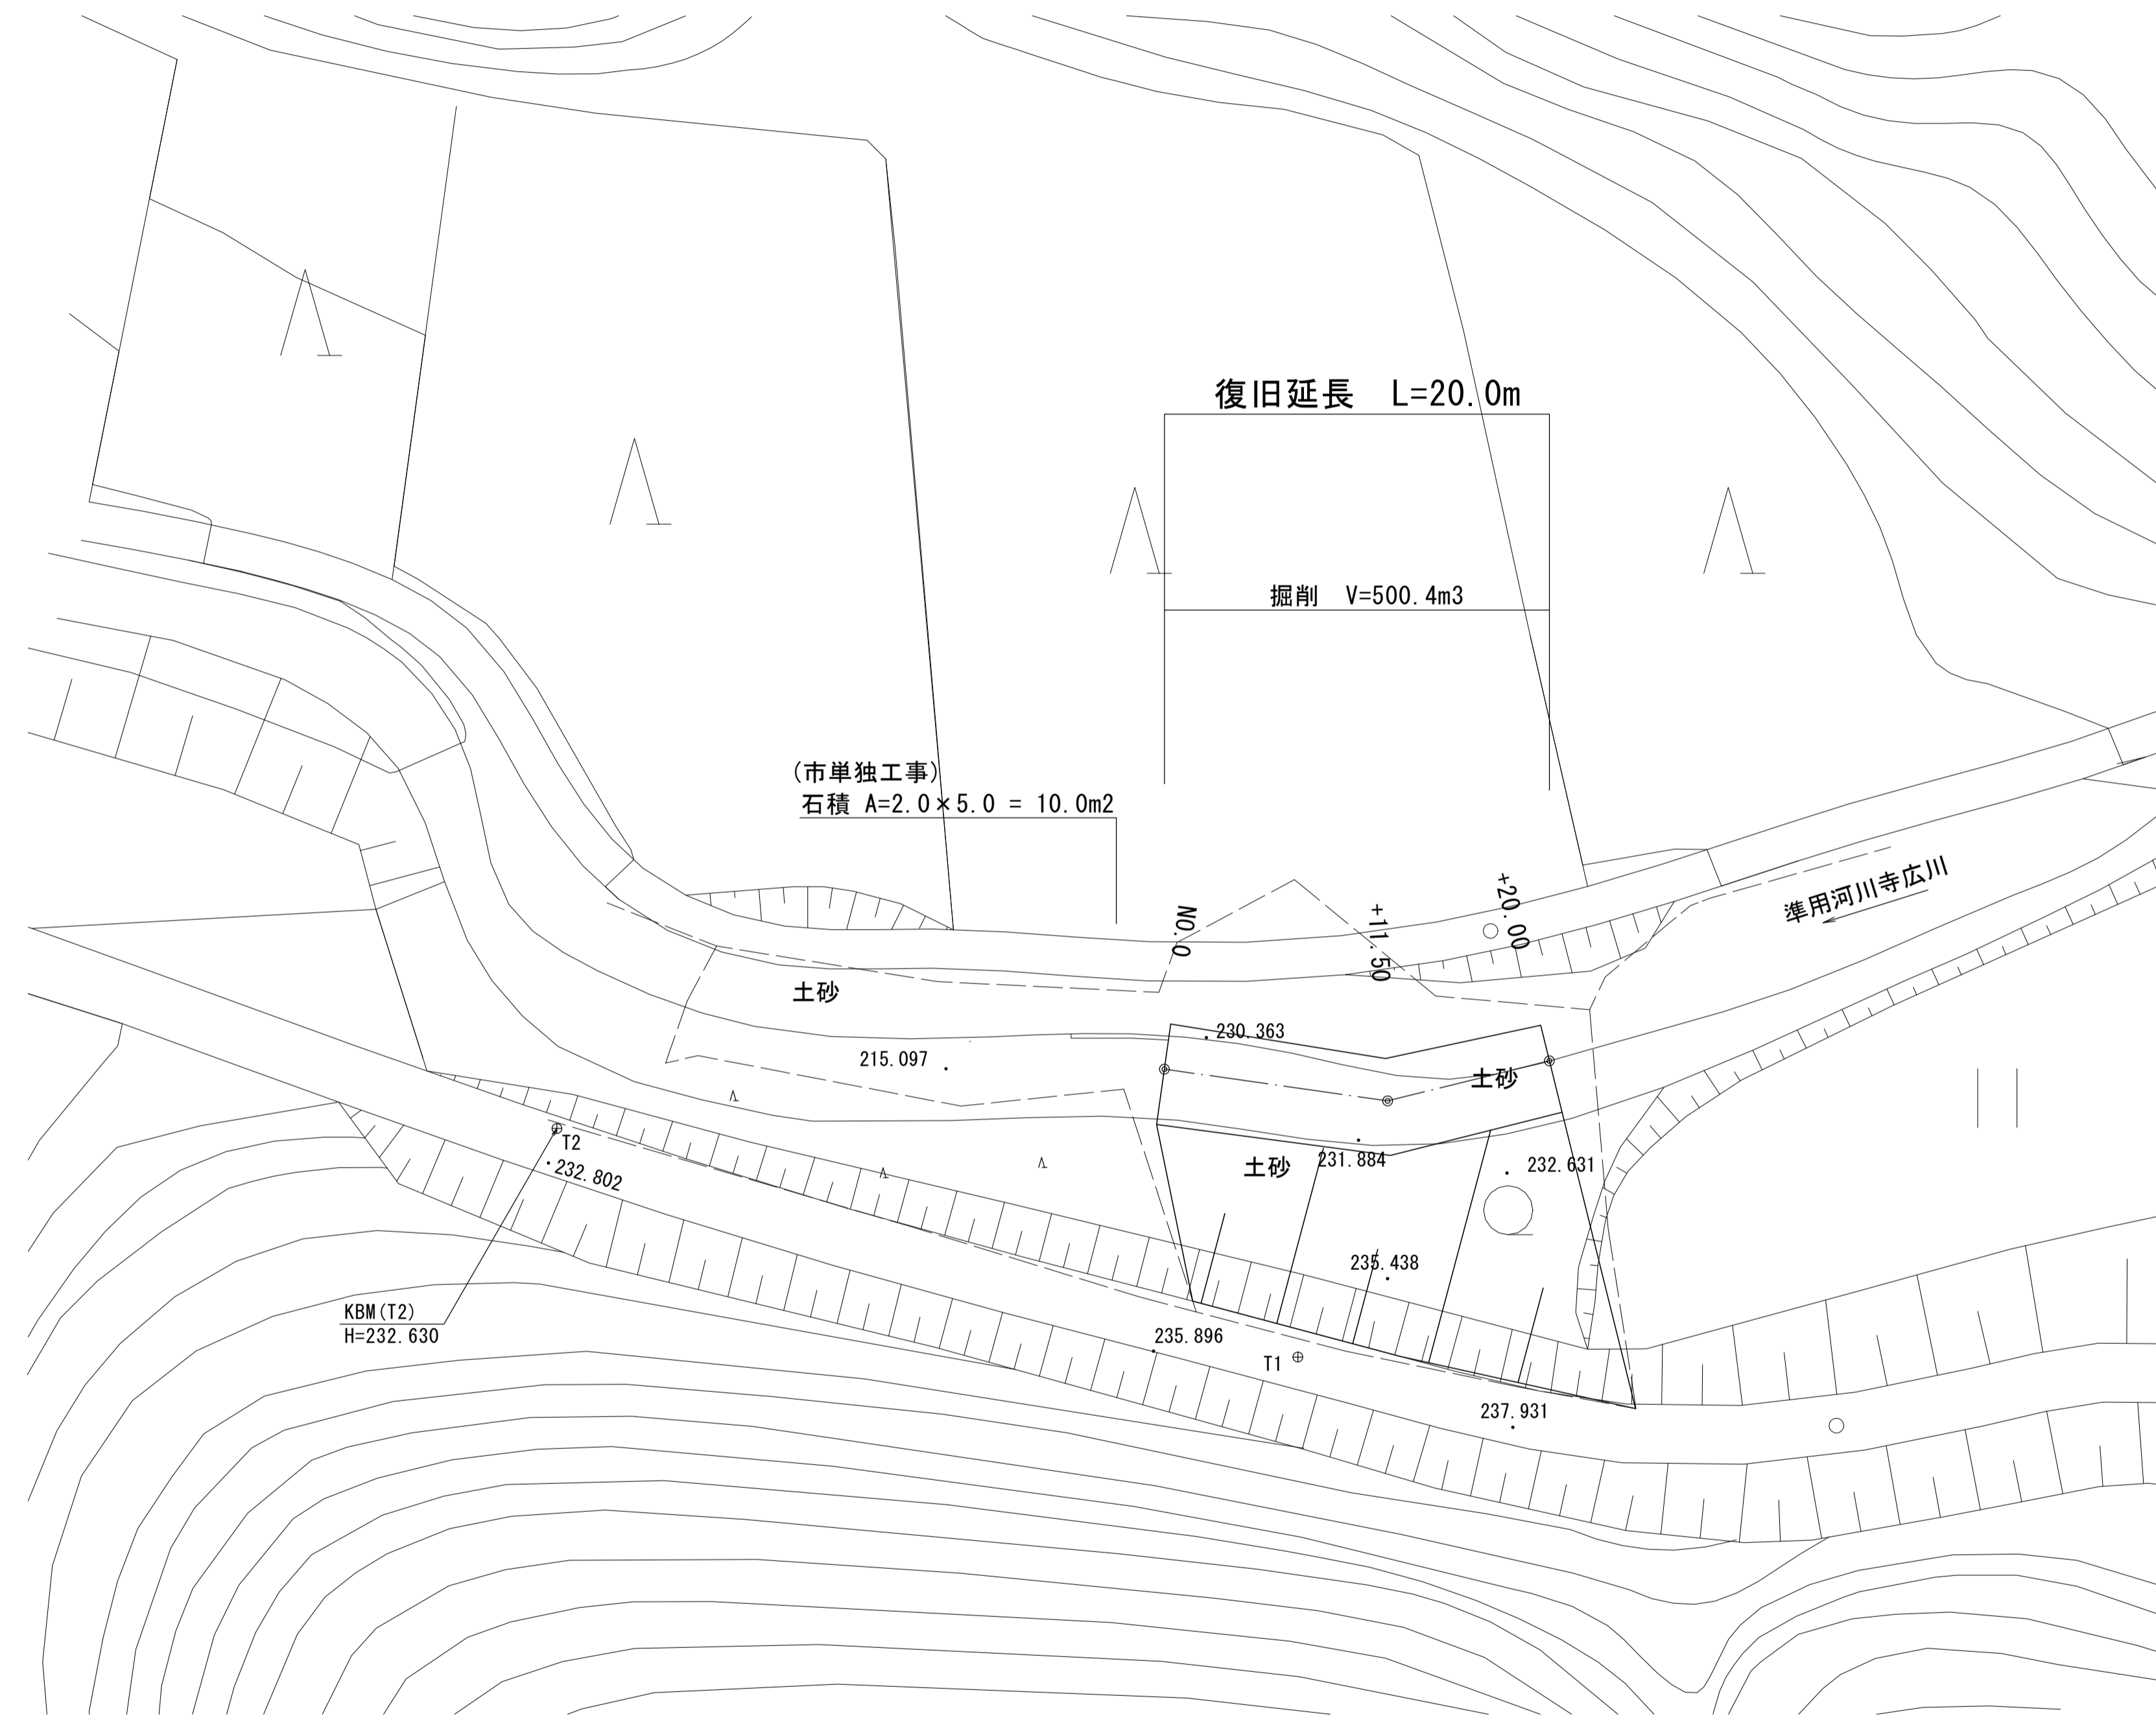 復旧延長　L=20.0m
掘削　V=500.4m3
(市単独工事)
石積 A=2.0×5.0 = 10.0m2
NO.0
+11.50
+20.00
準用河川寺広川
土砂
230.363
215.097
土砂
T2
232.802
土砂
231.884
232.631
235.438
KBM(T2)
H=232.630
235.896
T1
237.931